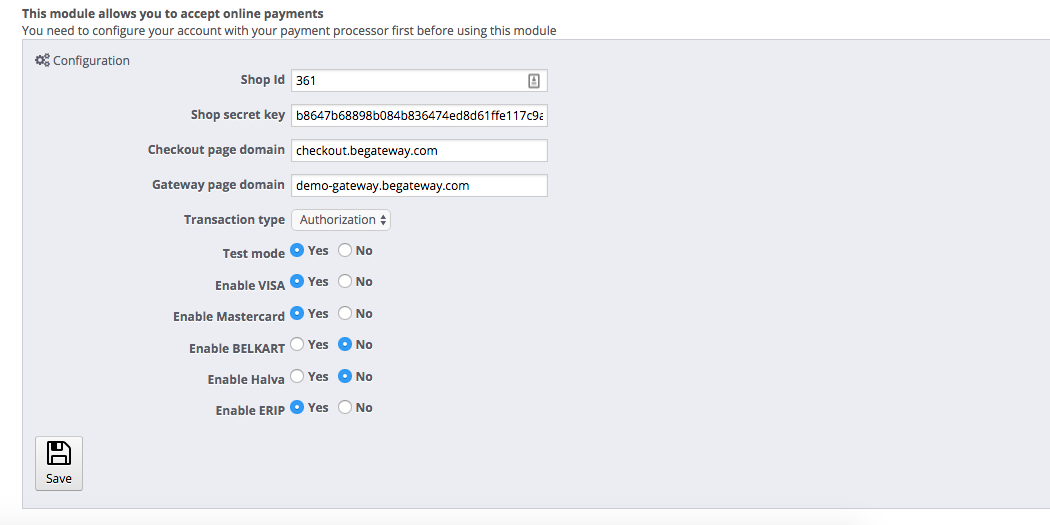 This module allows you to accept online payments
You need to configure your account with your payment processor first before using this module
Configuration
Shop Id 361
Shop secret key b8647b68898b084b836474ed8d61ffe117c9a
Checkout page domain checkout.begateway.com
Gateway page domain demo-gateway.begateway.com
Transaction type Authorization
Test mode Yes No
Enable VISA Yes No
Enable Mastercard Yes No
Enable BELKART Yes No
Enable Halva Yes No
Enable ERIP Yes No
Save